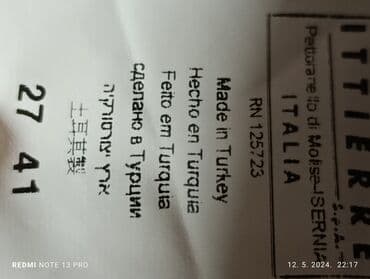 ITTIERRE
S.p.A.
Pettoranello di Molise-ISERNIA
ITALIA
RN 125723
Made in Turkey
Hecho en Turquia
Feito em Turquia
сделано в Турции
土耳其製
27 41
REDMI NOTE 13 PRO
12. 5. 2024. 22:17